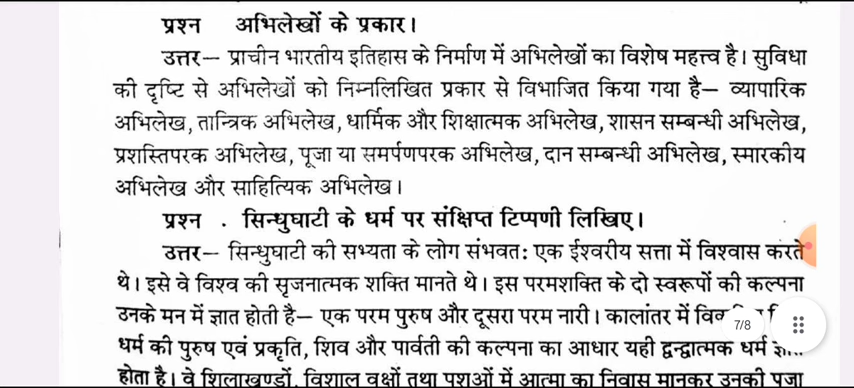 प्रश्न अभिलेखों के प्रकार।
उत्तर— प्राचीन भारतीय इतिहास के निर्माण में अभिलेखों का विशेष महत्त्व है। सुविधा
की दृष्टि से अभिलेखों को निम्नलिखित प्रकार से विभाजित किया गया है— व्यापारिक
अभिलेख, तान्त्रिक अभिलेख, धार्मिक और शिक्षात्मक अभिलेख, शासन सम्बन्धी अभिलेख,
प्रशस्तिपरक अभिलेख, पूजा या समर्पणपरक अभिलेख, दान सम्बन्धी अभिलेख, स्मारकीय
अभिलेख और साहित्यिक अभिलेख।
प्रश्न . सिन्धुघाटी के धर्म पर संक्षिप्त टिप्पणी लिखिए।
उत्तर— सिन्धुघाटी की सभ्यता के लोग संभवत: एक ईश्वरीय सत्ता में विश्वास करते
थे। इसे वे विश्व की सृजनात्मक शक्ति मानते थे। इस परमशक्ति के दो स्वरूपों की कल्पना
उनके मन में ज्ञात होती है— एक परम पुरुष और दूसरा परम नारी। कालांतर में
7/8
धर्म की पुरुष एवं प्रकृति, शिव और पार्वती की कल्पना का आधार यही द्वन्द्वात्मक धर्म
होता है। वे शिलाखण्डों, विशाल वृक्षों तथा पशुओं में आत्मा का निवास मानकर उनकी पूजा